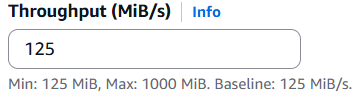 Throughput (MiB/s) Info
125
Min: 125 MiB, Max: 1000 MiB. Baseline: 125 MiB/s.